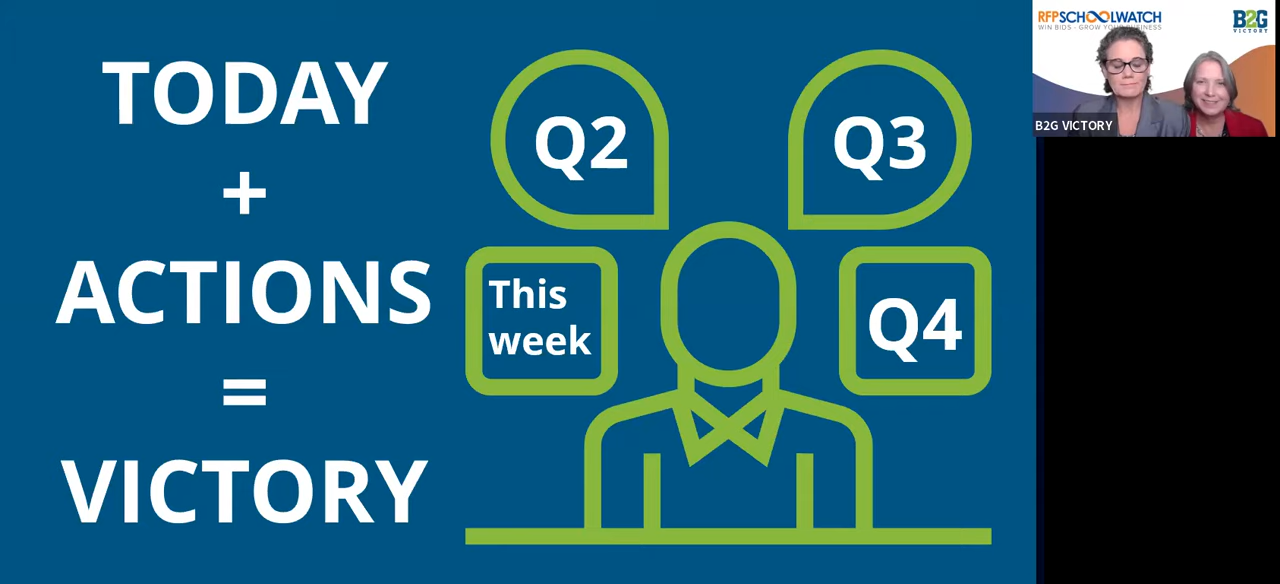 TODAY
+
ACTIONS
=
VICTORY
Q2
Q3
This
week
Q4
RFPSCHOOLWATCH
WIN BIDS - GROW YOUR BUSINESS
B2G
VICTORY
B2G VICTORY